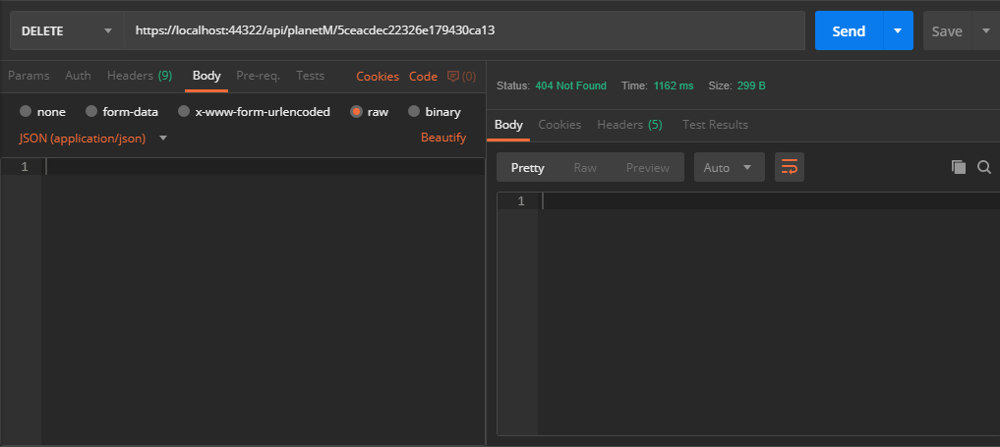 DELETE https://localhost:44322/api/planetM/5ceacdec22326e179430ca13 Send Save
Params Auth Headers (9) Body Pre-req. Tests Cookies Code (0)
none form-data x-www-form-urlencoded raw binary
JSON (application/json) Beautify
1
Status: 404 Not Found Time: 1162 ms Size: 299 B
Body Cookies Headers (5) Test Results
Pretty Raw Preview Auto
1